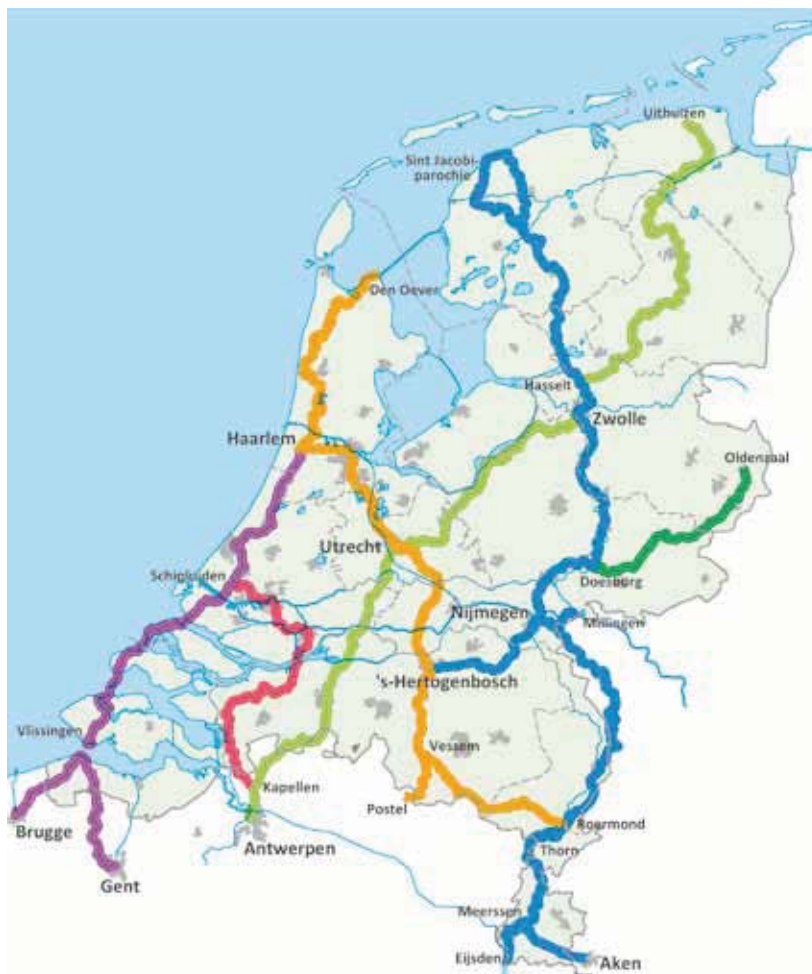 Uithuizen
Sint Jacobi-
parochie
Den Oever
Hasselt
Zwolle
Haarlem
Oldenzaal
Utrecht
Schipluiden
Doesburg
Nijmegen
Millingen
's-Hertogenbosch
Vlissingen
Vessem
Kapellen
Postel
Roermond
Brugge
Antwerpen
Thorn
Gent
Meerssen
Eijsden
Aken